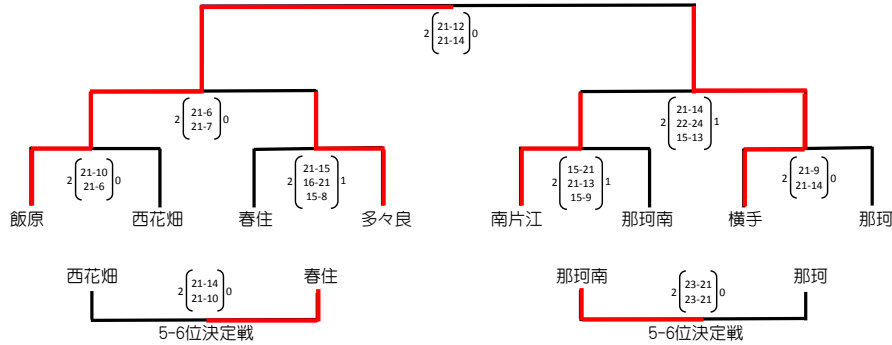 2 21-12 0
21-14
2 21-6 0
21-7
2 21-14 1
22-24
15-13
2 21-10 0
21-6
2 21-15 1
16-21
15-8
2 15-21 1
21-13
15-9
2 21-9 0
21-14
飯原 西花畑 春住 多々良 南片江 那珂南 横手 那珂
西花畑 春住 那珂南 那珂
2 21-14 0
21-10
2 23-21 0
23-21
5-6位決定戦 5-6位決定戦